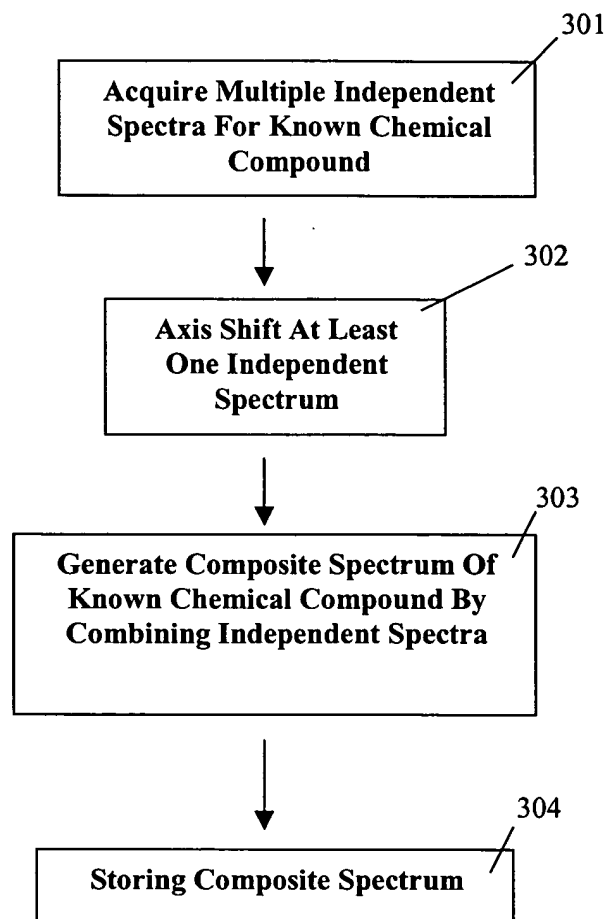 301
Acquire Multiple Independent
Spectra For Known Chemical
Compound
302
Axis Shift At Least
One Independent
Spectrum
303
Generate Composite Spectrum Of
Known Chemical Compound By
Combining Independent Spectra
304
Storing Composite Spectrum